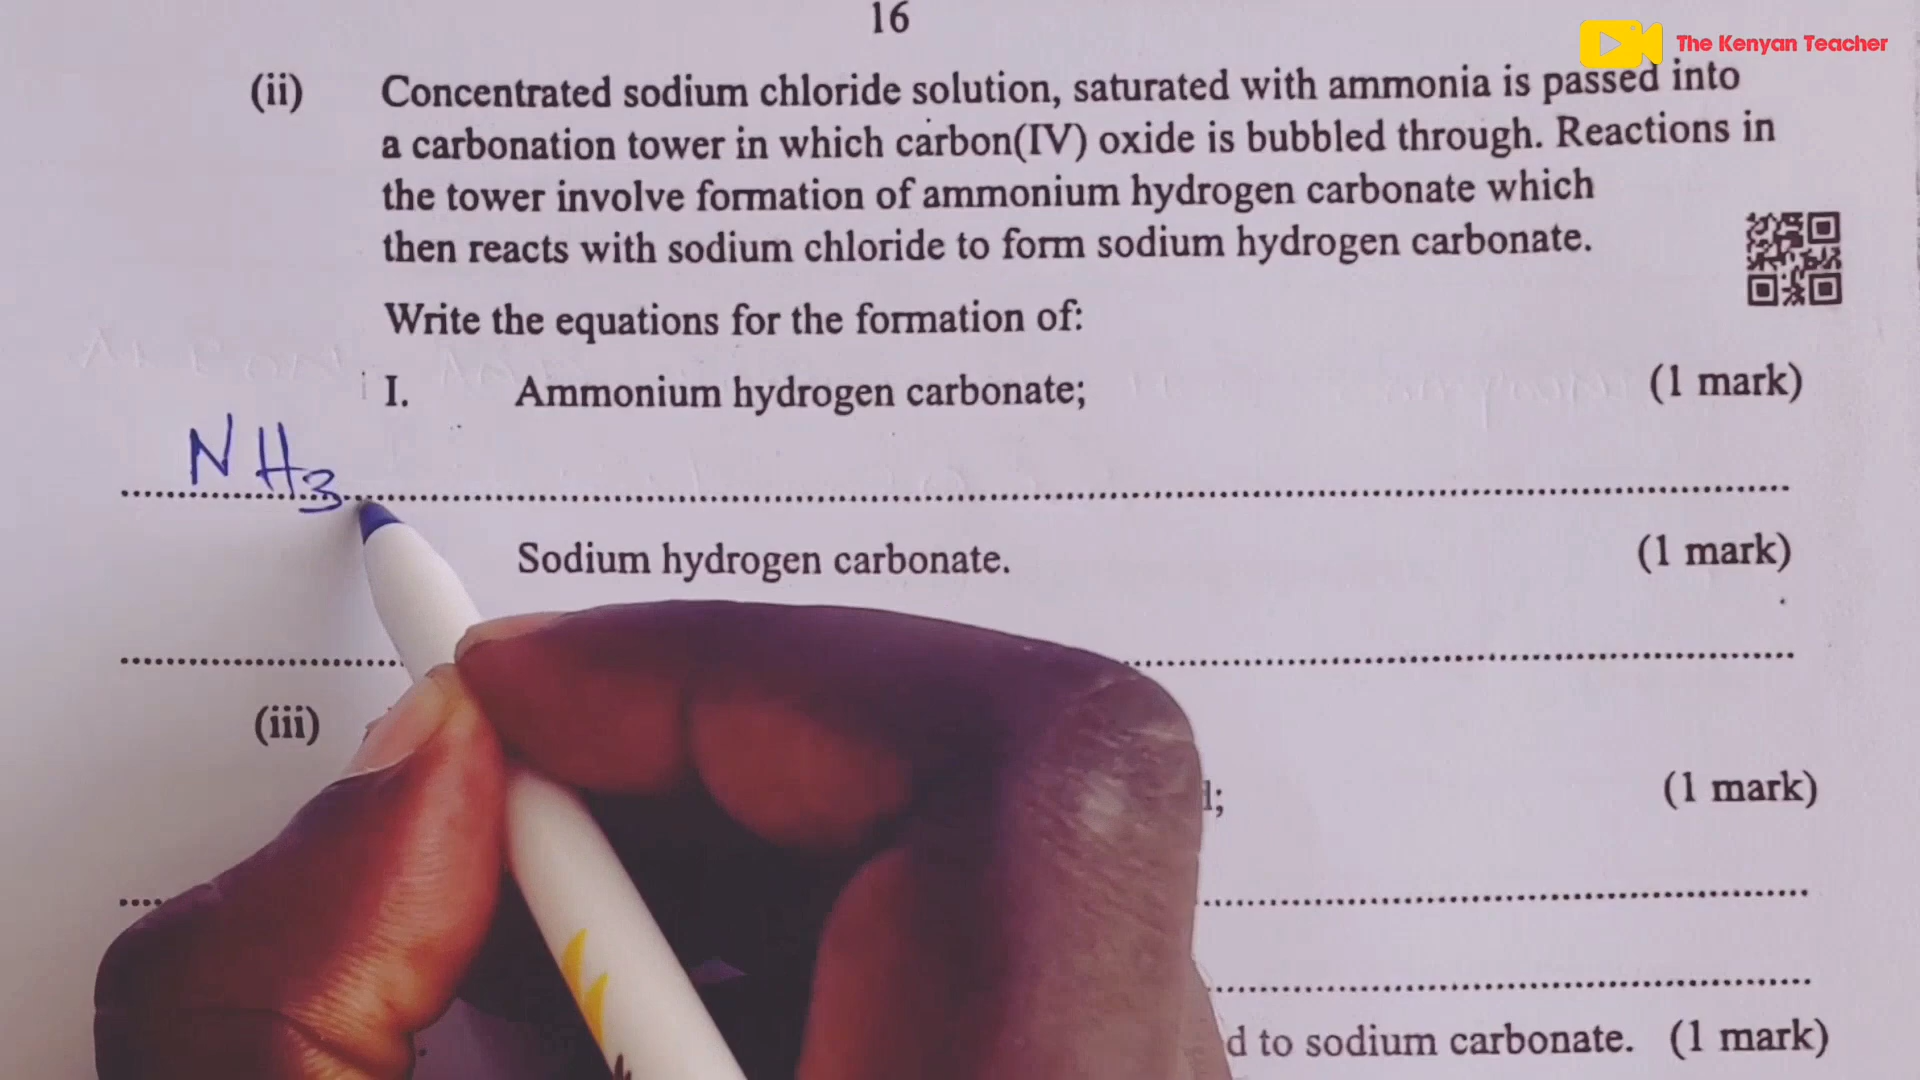 16
The Kenyan Teacher
(ii) Concentrated sodium chloride solution, saturated with ammonia is passed into
a carbonation tower in which carbon(IV) oxide is bubbled through. Reactions in
the tower involve formation of ammonium hydrogen carbonate which
then reacts with sodium chloride to form sodium hydrogen carbonate.
Write the equations for the formation of:
I. Ammonium hydrogen carbonate; (1 mark)
NH3
Sodium hydrogen carbonate. (1 mark)
(iii)
(1 mark)
to sodium carbonate. (1 mark)